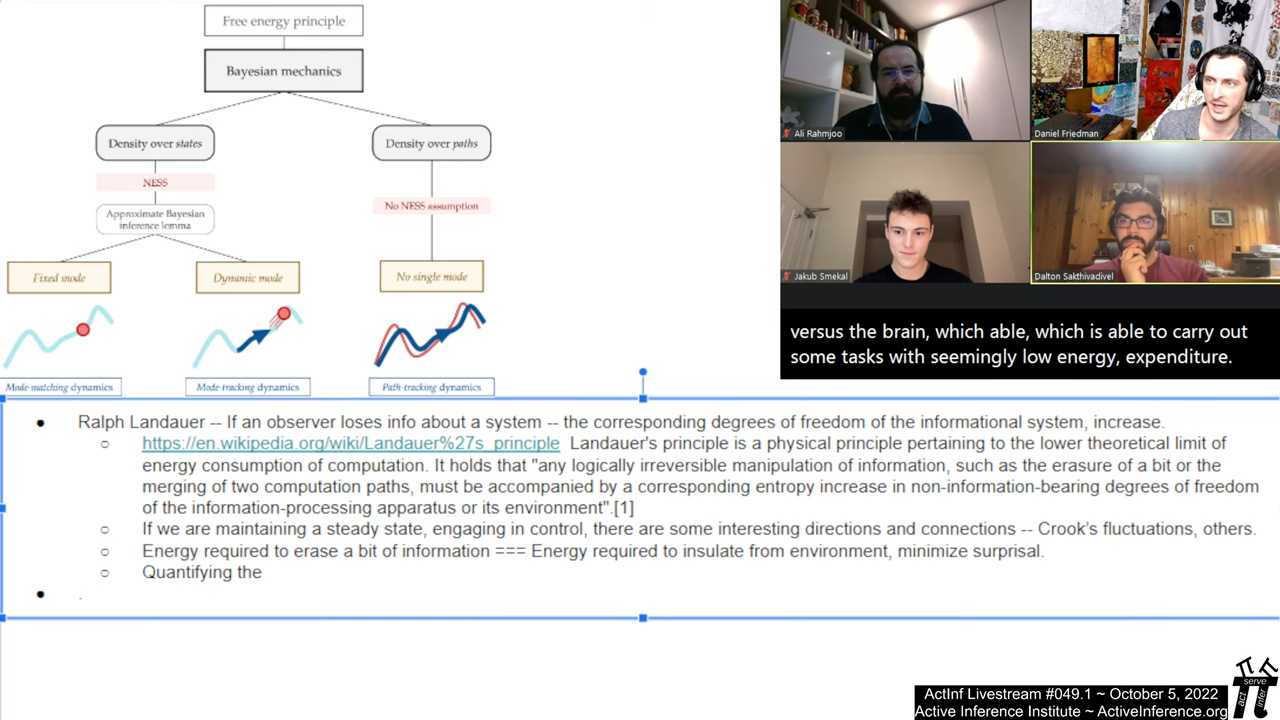 Free energy principle
Bayesian mechanics
Density over states
Density over paths
NESS
No NESS assumption
Approximate Bayesian
inference lemma
Fixed mode
Dynamic mode
No single mode
Mode-matching dynamics
Mode-tracking dynamics
Path-tracking dynamics
Ali Rahmjoo
Daniel Friedman
Jakub Smekal
Dalton Sakthivadivel
versus the brain, which able, which is able to carry out
some tasks with seemingly low energy, expenditure.
Ralph Landauer -- If an observer loses info about a system -- the corresponding degrees of freedom of the informational system, increase.
https://en.wikipedia.org/wiki/Landauer%27s_principle Landauer's principle is a physical principle pertaining to the lower theoretical limit of
energy consumption of computation. It holds that "any logically irreversible manipulation of information, such as the erasure of a bit or the
merging of two computation paths, must be accompanied by a corresponding entropy increase in non-information-bearing degrees of freedom
of the information-processing apparatus or its environment".[1]
If we are maintaining a steady state, engaging in control, there are some interesting directions and connections -- Crook's fluctuations, others.
Energy required to erase a bit of information === Energy required to insulate from environment, minimize surprisal.
Quantifying the
.
ActInf Livestream #049.1 ~ October 5, 2022
Active Inference Institute ~ ActiveInference.org
serve
act
infer